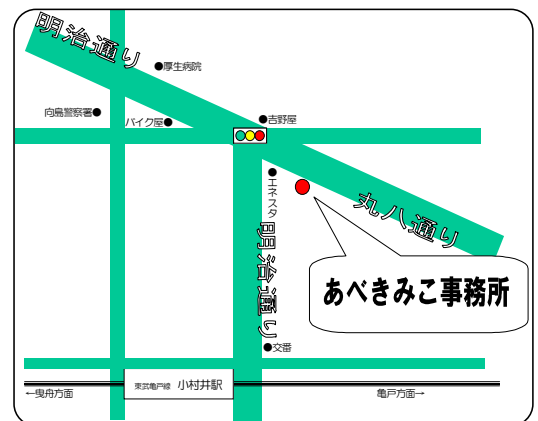 明治通り
●厚生病院
向島警察署●
バイク屋●
●吉野屋
●エネスタ
丸八通り
明治通り
あべきみこ事務所
●交番
東武亀戸線 小村井駅
←曳舟方面
亀戸方面→